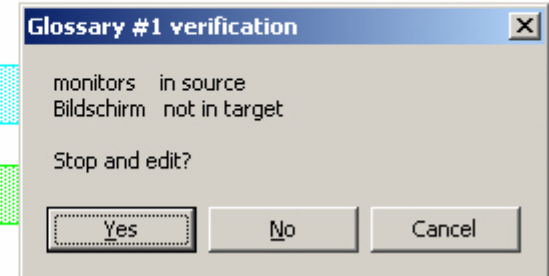 Glossary #1 verification
monitors in source
Bildschirm not in target
Stop and edit?
Yes No Cancel